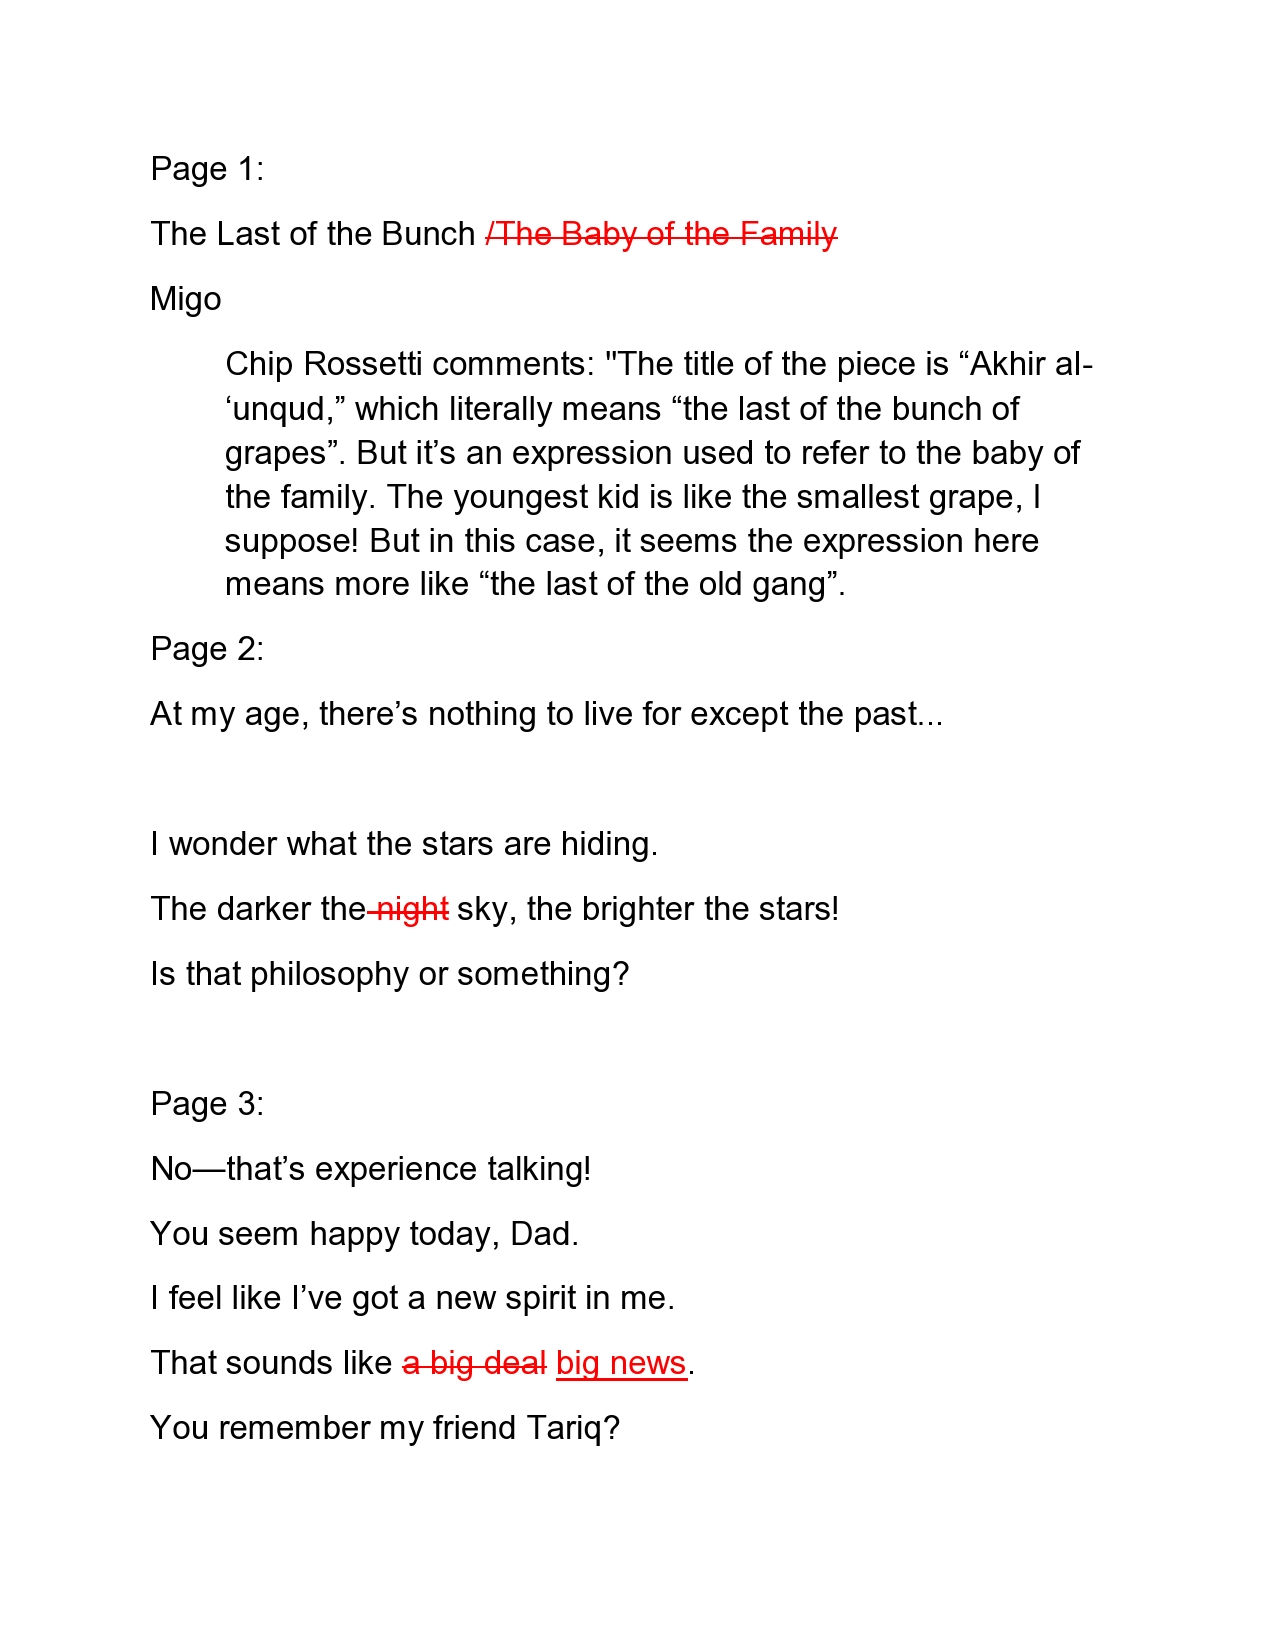 Page 1:
The Last of the Bunch /The Baby of the Family
Migo
Chip Rossetti comments: "The title of the piece is “Akhir al-
‘unqud,” which literally means “the last of the bunch of
grapes”. But it’s an expression used to refer to the baby of
the family. The youngest kid is like the smallest grape, I
suppose! But in this case, it seems the expression here
means more like “the last of the old gang”.
Page 2:
At my age, there’s nothing to live for except the past...
I wonder what the stars are hiding.
The darker the night sky, the brighter the stars!
Is that philosophy or something?
Page 3:
No—that’s experience talking!
You seem happy today, Dad.
I feel like I’ve got a new spirit in me.
That sounds like a big deal big news.
You remember my friend Tariq?